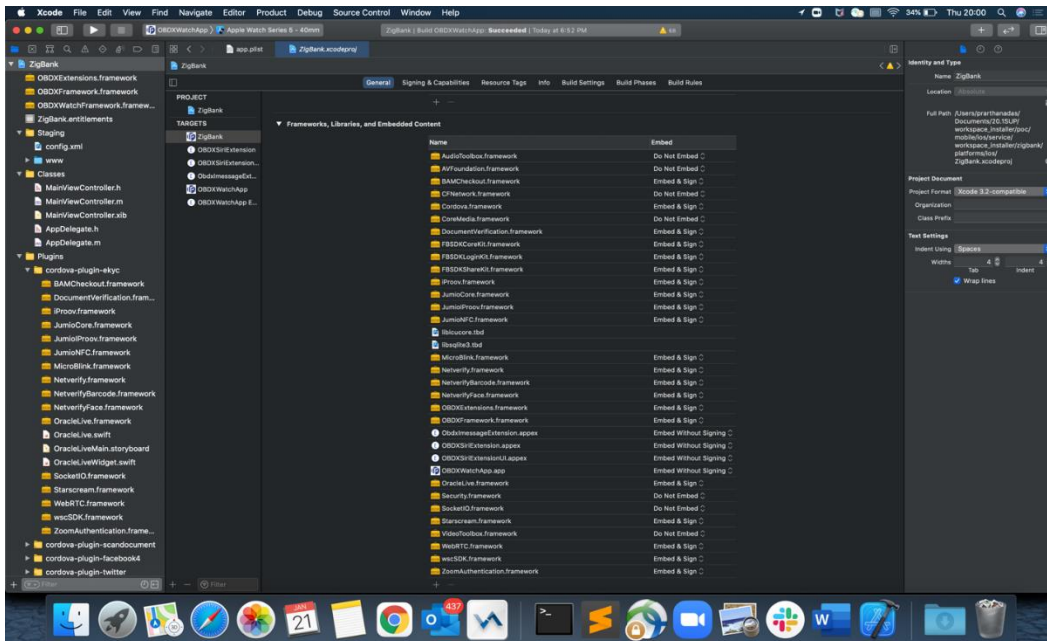 Xcode File Edit View Find Navigate Editor Product Debug Source Control Window Help 34% Thu 20:00
OBDXWatchApp Apple Watch Series 6 - 40mm ZigBank | Build OBDXWatchApp: Succeeded | Today at 6:52 PM
app.plist ZigBank.xcodeproj
ZigBank
OBDXExtensions.framework
OBDXFramework.framework
OBDXWatchFramework.framew...
ZigBank.entitlements
Staging
config.xml
www
Classes
MainViewController.h
MainViewController.m
MainViewController.xib
AppDelegate.h
AppDelegate.m
Plugins
cordova-plugin-ekyc
BAMCheckout.framework
DocumentVerification.fram...
iProov.framework
JumioCore.framework
JumioIProov.framework
JumioNFC.framework
MicroBlink.framework
Netverify.framework
NetverifyBarcode.framework
NetverifyFace.framework
OracleLive.framework
OracleLive.swift
OracleLiveMain.storyboard
OracleLiveWidget.swift
SocketIO.framework
Starscream.framework
WebRTC.framework
wscSDK.framework
ZoomAuthentication.frame...
cordova-plugin-scandocument
cordova-plugin-facebook4
cordova-plugin-twitter
Filter
ZigBank
General Signing & Capabilities Resource Tags Info Build Settings Build Phases Build Rules
PROJECT
ZigBank
TARGETS
ZigBank
OBDXSiriExtension
OBDXSiriExtension...
ObdxImessageExt...
OBDXWatchApp
OBDXWatchApp E...
Filter
Frameworks, Libraries, and Embedded Content
Name Embed
AudioToolbox.framework Do Not Embed
AVFoundation.framework Do Not Embed
BAMCheckout.framework Embed & Sign
CFNetwork.framework Do Not Embed
Cordova.framework Embed & Sign
CoreMedia.framework Do Not Embed
DocumentVerification.framework Embed & Sign
FBSDKCoreKit.framework Embed & Sign
FBSDKLoginKit.framework Embed & Sign
FBSDKShareKit.framework Embed & Sign
iProov.framework Embed & Sign
JumioCore.framework Embed & Sign
JumioIProov.framework Embed & Sign
JumioNFC.framework Embed & Sign
libicucore.tbd
libsqlite3.tbd
MicroBlink.framework Embed & Sign
Netverify.framework Embed & Sign
NetverifyBarcode.framework Embed & Sign
NetverifyFace.framework Embed & Sign
OBDXExtensions.framework Embed & Sign
OBDXFramework.framework Embed & Sign
ObdxImessageExtension.appex Embed Without Signing
OBDXSiriExtension.appex Embed Without Signing
OBDXSiriExtensionUI.appex Embed Without Signing
OBDXWatchApp.app Embed Without Signing
OracleLive.framework Embed & Sign
Security.framework Do Not Embed
SocketIO.framework Do Not Embed
Starscream.framework Embed & Sign
VideoToolbox.framework Do Not Embed
WebRTC.framework Embed & Sign
wscSDK.framework Embed & Sign
ZoomAuthentication.framework Embed & Sign
Identity and Type
Name ZigBank
Location Absolute
Full Path /Users/prarthanadas/
Documents/20.1SUP/
workspace_installer/poc/
mobile/ios/service/
workspace_installer/zigbank/
platforms/ios/
ZigBank.xcodeproj
Project Document
Project Format Xcode 3.2-compatible
Organization
Class Prefix
Text Settings
Indent Using Spaces
Widths 4 4
Tab Indent
Wrap lines
JAN
21
437